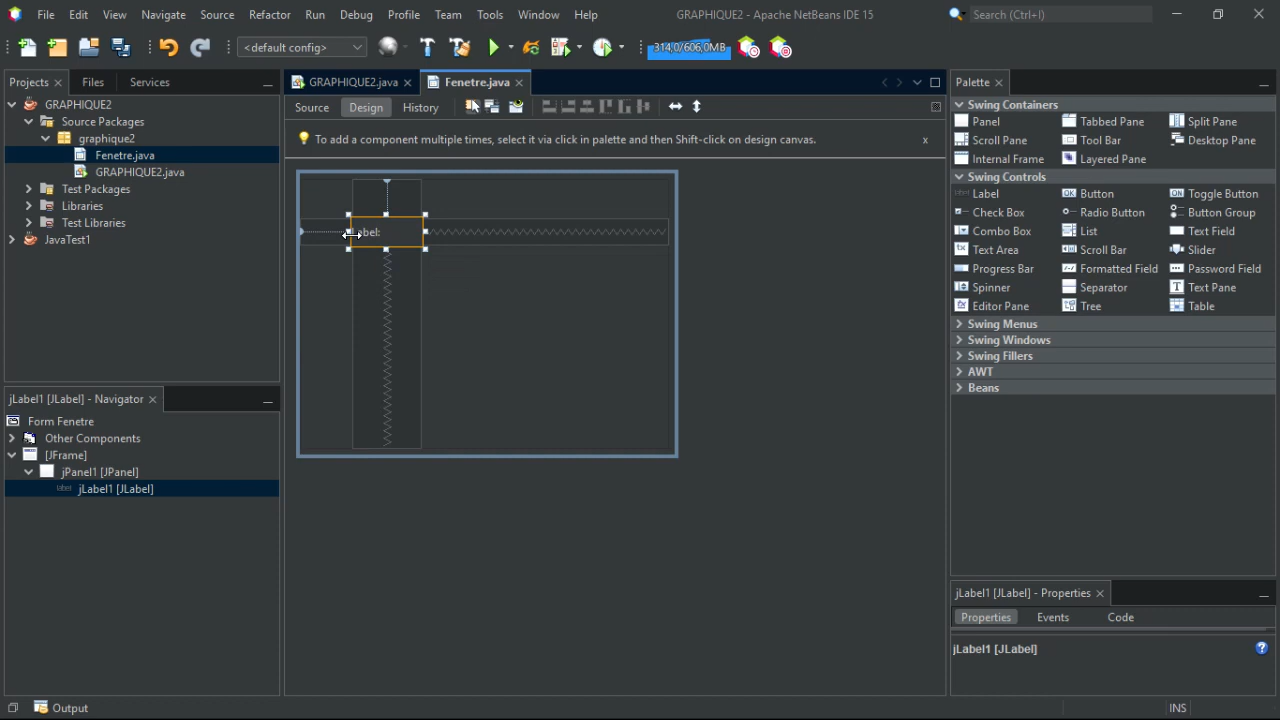 File Edit View Navigate Source Refactor Run Debug Profile Team Tools Window Help GRAPHIQUE2 - Apache NetBeans IDE 15 Search (Ctrl+I)
<default config> 314,0/606,0MB
Projects Files Services
GRAPHIQUE2.java Fenetre.java
Palette
Source Design History
To add a component multiple times, select it via click in palette and then Shift-click on design canvas. x
GRAPHIQUE2
Source Packages
graphique2
Fenetre.java
GRAPHIQUE2.java
Test Packages
Libraries
Test Libraries
JavaTest1
abel:
Swing Containers
Panel Tabbed Pane Split Pane
Scroll Pane Tool Bar Desktop Pane
Internal Frame Layered Pane
Swing Controls
label Label OK Button ON Toggle Button
Check Box Radio Button Button Group
Combo Box List Text Field
Text Area Scroll Bar Slider
Progress Bar Formatted Field Password Field
Spinner Separator T Text Pane
Editor Pane Tree Table
Swing Menus
Swing Windows
Swing Fillers
AWT
Beans
jLabel1 [JLabel] - Navigator
Form Fenetre
Other Components
[JFrame]
jPanel1 [JPanel]
label jLabel1 [JLabel]
jLabel1 [JLabel] - Properties
Properties Events Code
jLabel1 [JLabel] ?
Output INS